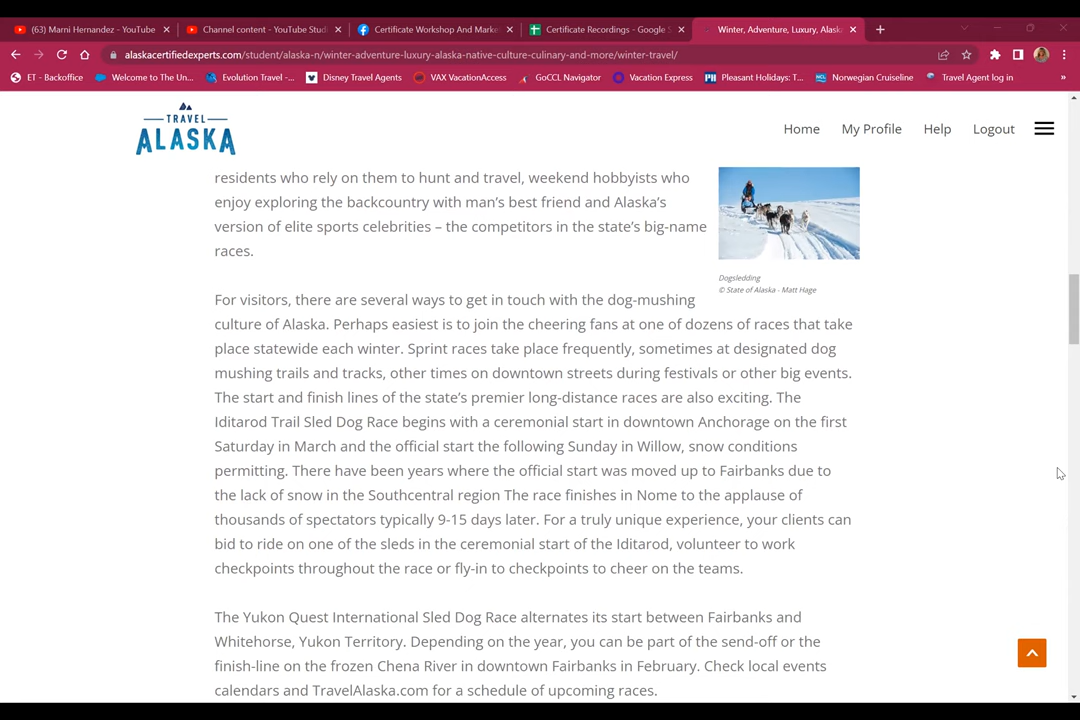 (63) Marni Hernandez - YouTube
Channel content - YouTube Studi
Certificate Workshop And Marke
Certificate Recordings - Google S
Winter, Adventure, Luxury, Alaska
alaskacertifiedexperts.com/student/alaska-n/winter-adventure-luxury-alaska-native-culture-culinary-and-more/winter-travel/
ET - Backoffice
Welcome to The Un...
Evolution Travel -...
Disney Travel Agents
VAX VacationAccess
GoCCL Navigator
Vacation Express
Pleasant Holidays: T...
Norwegian Cruiseline
Travel Agent log in
TRAVEL
ALASKA
Home
My Profile
Help
Logout
residents who rely on them to hunt and travel, weekend hobbyists who
enjoy exploring the backcountry with man's best friend and Alaska's
version of elite sports celebrities – the competitors in the state's big-name
races.
Dogsledding
© State of Alaska - Matt Hage
For visitors, there are several ways to get in touch with the dog-mushing
culture of Alaska. Perhaps easiest is to join the cheering fans at one of dozens of races that take
place statewide each winter. Sprint races take place frequently, sometimes at designated dog
mushing trails and tracks, other times on downtown streets during festivals or other big events.
The start and finish lines of the state's premier long-distance races are also exciting. The
Iditarod Trail Sled Dog Race begins with a ceremonial start in downtown Anchorage on the first
Saturday in March and the official start the following Sunday in Willow, snow conditions
permitting. There have been years where the official start was moved up to Fairbanks due to
the lack of snow in the Southcentral region The race finishes in Nome to the applause of
thousands of spectators typically 9-15 days later. For a truly unique experience, your clients can
bid to ride on one of the sleds in the ceremonial start of the Iditarod, volunteer to work
checkpoints throughout the race or fly-in to checkpoints to cheer on the teams.
The Yukon Quest International Sled Dog Race alternates its start between Fairbanks and
Whitehorse, Yukon Territory. Depending on the year, you can be part of the send-off or the
finish-line on the frozen Chena River in downtown Fairbanks in February. Check local events
calendars and TravelAlaska.com for a schedule of upcoming races.